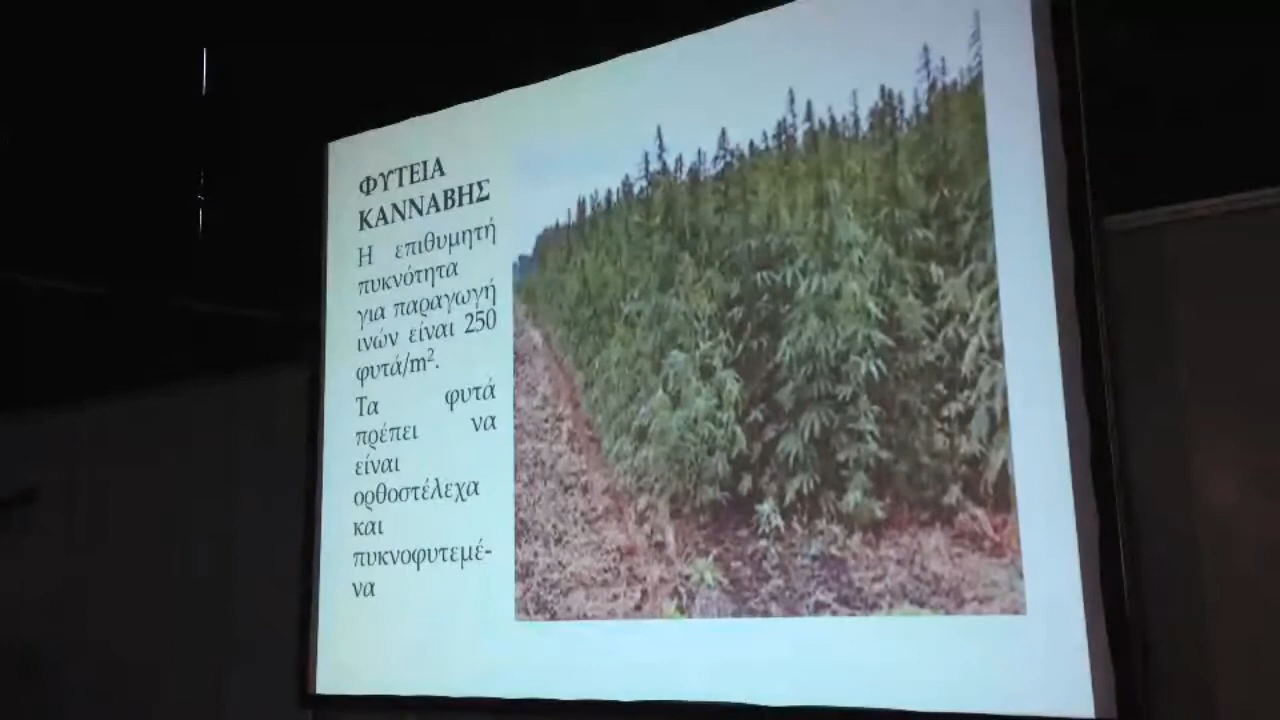 ΦΥΤΕΙΑ
ΚΑΝΝΑΒΗΣ
Η επιθυμητή
πυκνότητα
για παραγωγή
ινών είναι 250
φυτά/m².
Τα φυτά
πρέπει να
είναι
ορθοστέλεχα
και
πυκνοφυτεμέ-
να